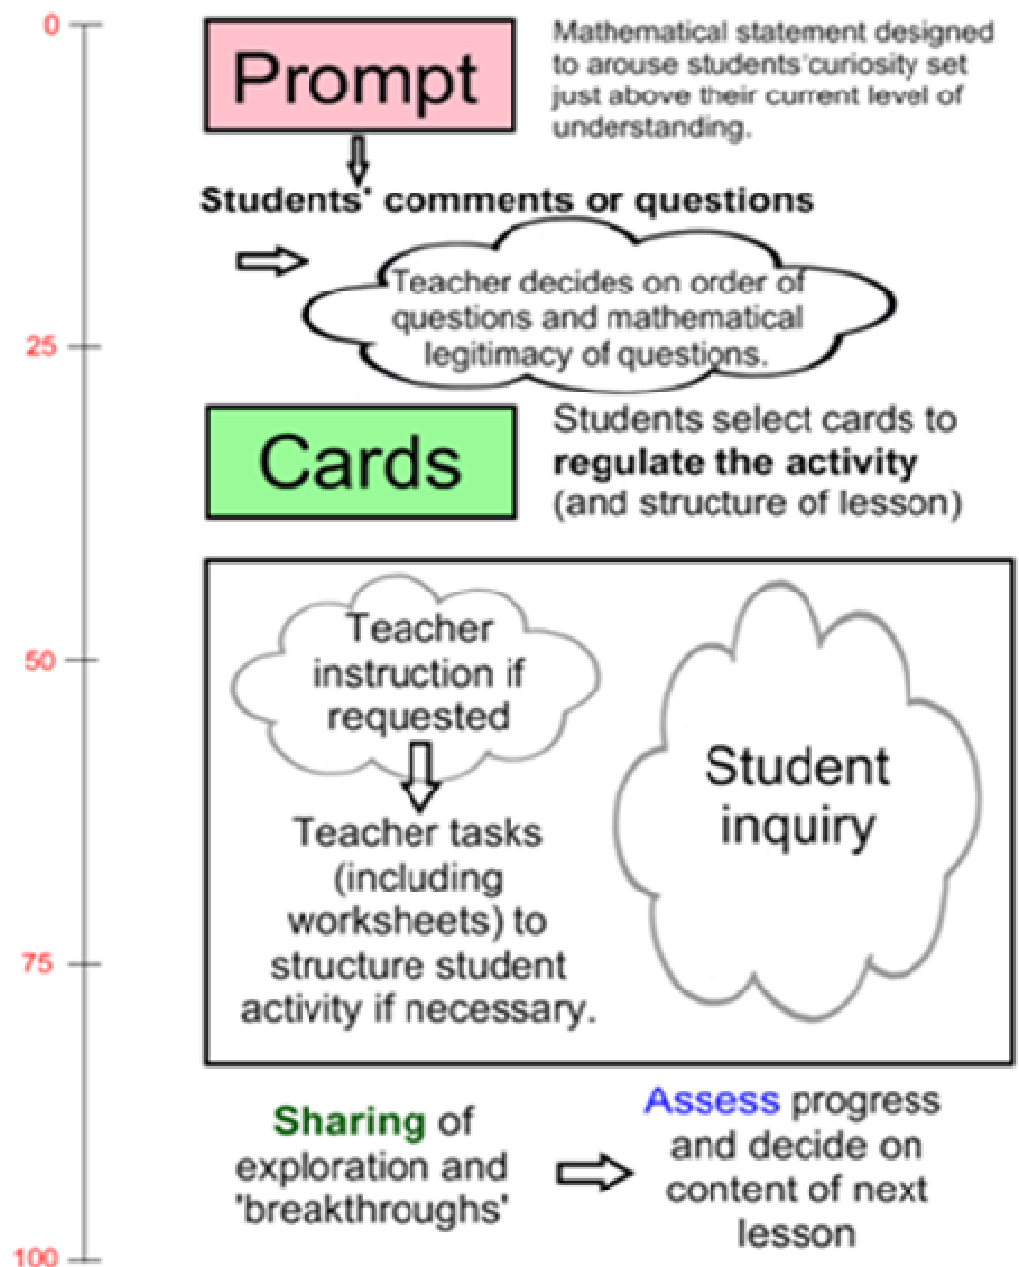 0
Prompt
Mathematical statement designed
to arouse students'curiosity set
just above their current level of
understanding.
Students' comments or questions
Teacher decides on order of
questions and mathematical
legitimacy of questions.
25
Cards
Students select cards to
regulate the activity
(and structure of lesson)
Teacher
instruction if
requested
50
Teacher tasks
(including
worksheets) to
structure student
activity if necessary.
Student
inquiry
75
Sharing of
exploration and
'breakthroughs'
Assess progress
and decide on
content of next
lesson
100